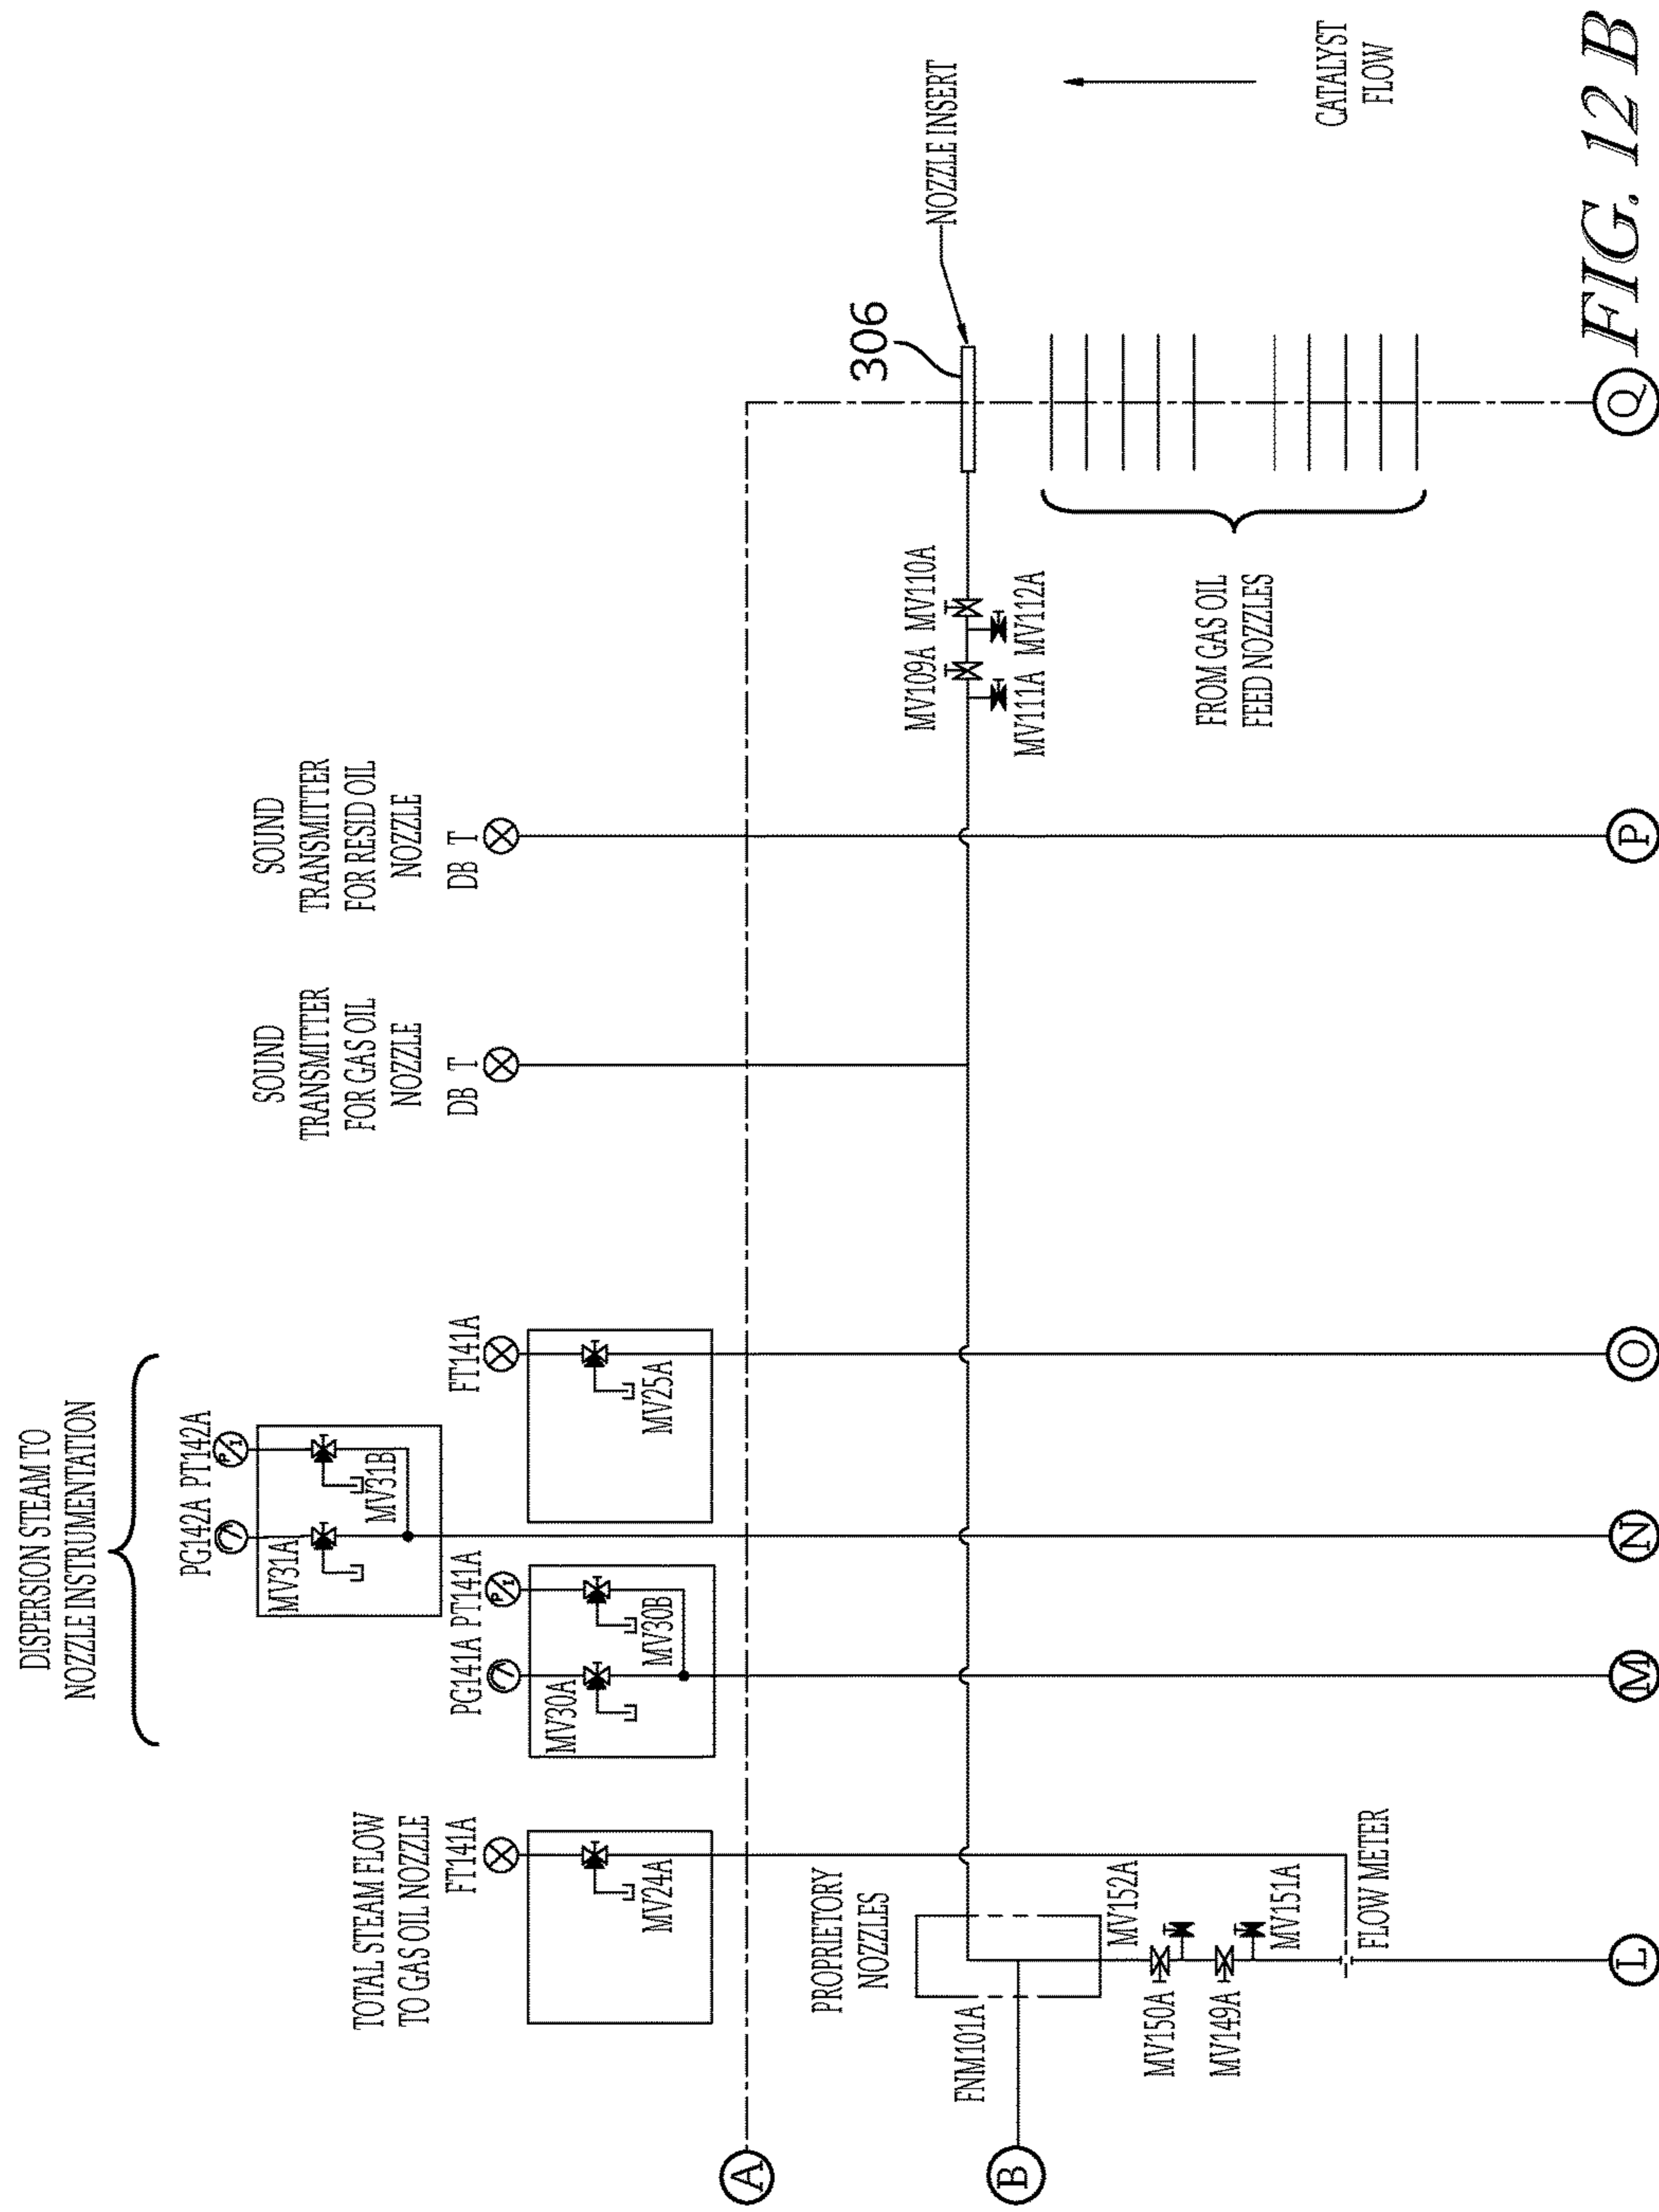 DISPERSION STEAM TO
NOZZLE INSTRUMENTATION
PG142A PT142A
P/I
MV31A
MV31B
TOTAL STEAM FLOW
TO GAS OIL NOZZLE
FT141A
MV24A
PG141A PT141A
P/I
MV30A
MV30B
FT141A
MV25A
SOUND
TRANSMITTER
FOR GAS OIL
NOZZLE
DB T
SOUND
TRANSMITTER
FOR RESID OIL
NOZZLE
DB T
A
306
NOZZLE INSERT
PROPRIETORY
NOZZLES
FNM101A
B
MV109A MV110A
MV111A MV112A
MV152A
MV150A
MV149A
MV151A
FLOW METER
FROM GAS OIL
FEED NOZZLES
CATALYST
FLOW
L
M
N
O
P
Q
FIG. 12 B